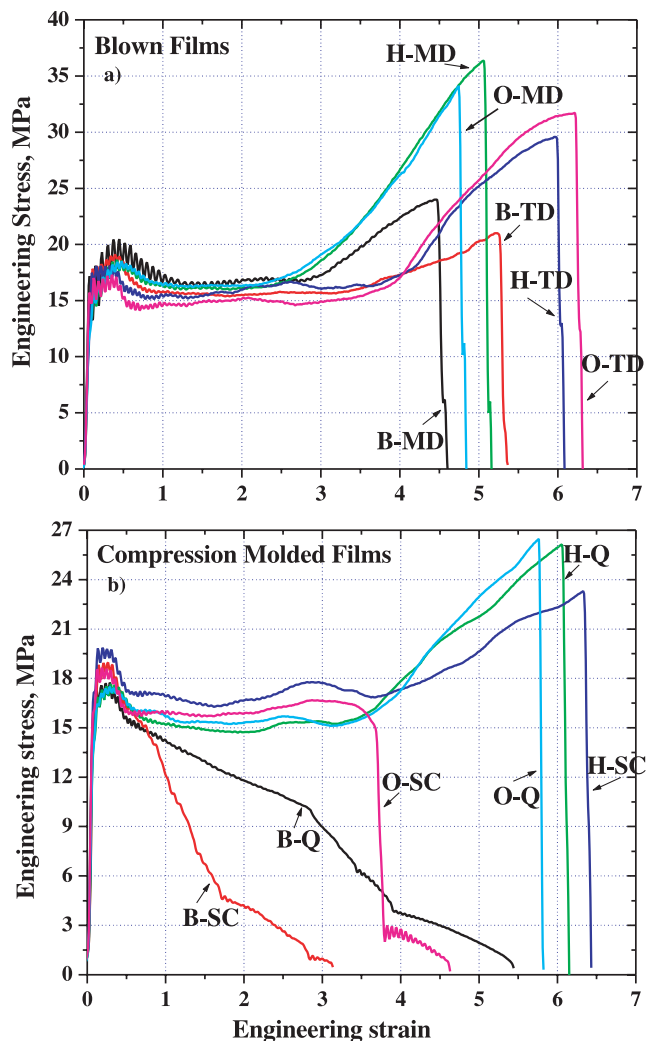 Blown Films
a)
H-MD
O-MD
B-TD
H-TD
O-TD
B-MD
Engineering Stress, MPa
40
35
30
25
20
15
10
5
0
0 1 2 3 4 5 6 7
Compression Molded Films
b)
H-Q
O-SC
H-SC
O-Q
B-Q
B-SC
Engineering stress, MPa
27
24
21
18
15
12
9
6
3
0
0 1 2 3 4 5 6 7
Engineering strain